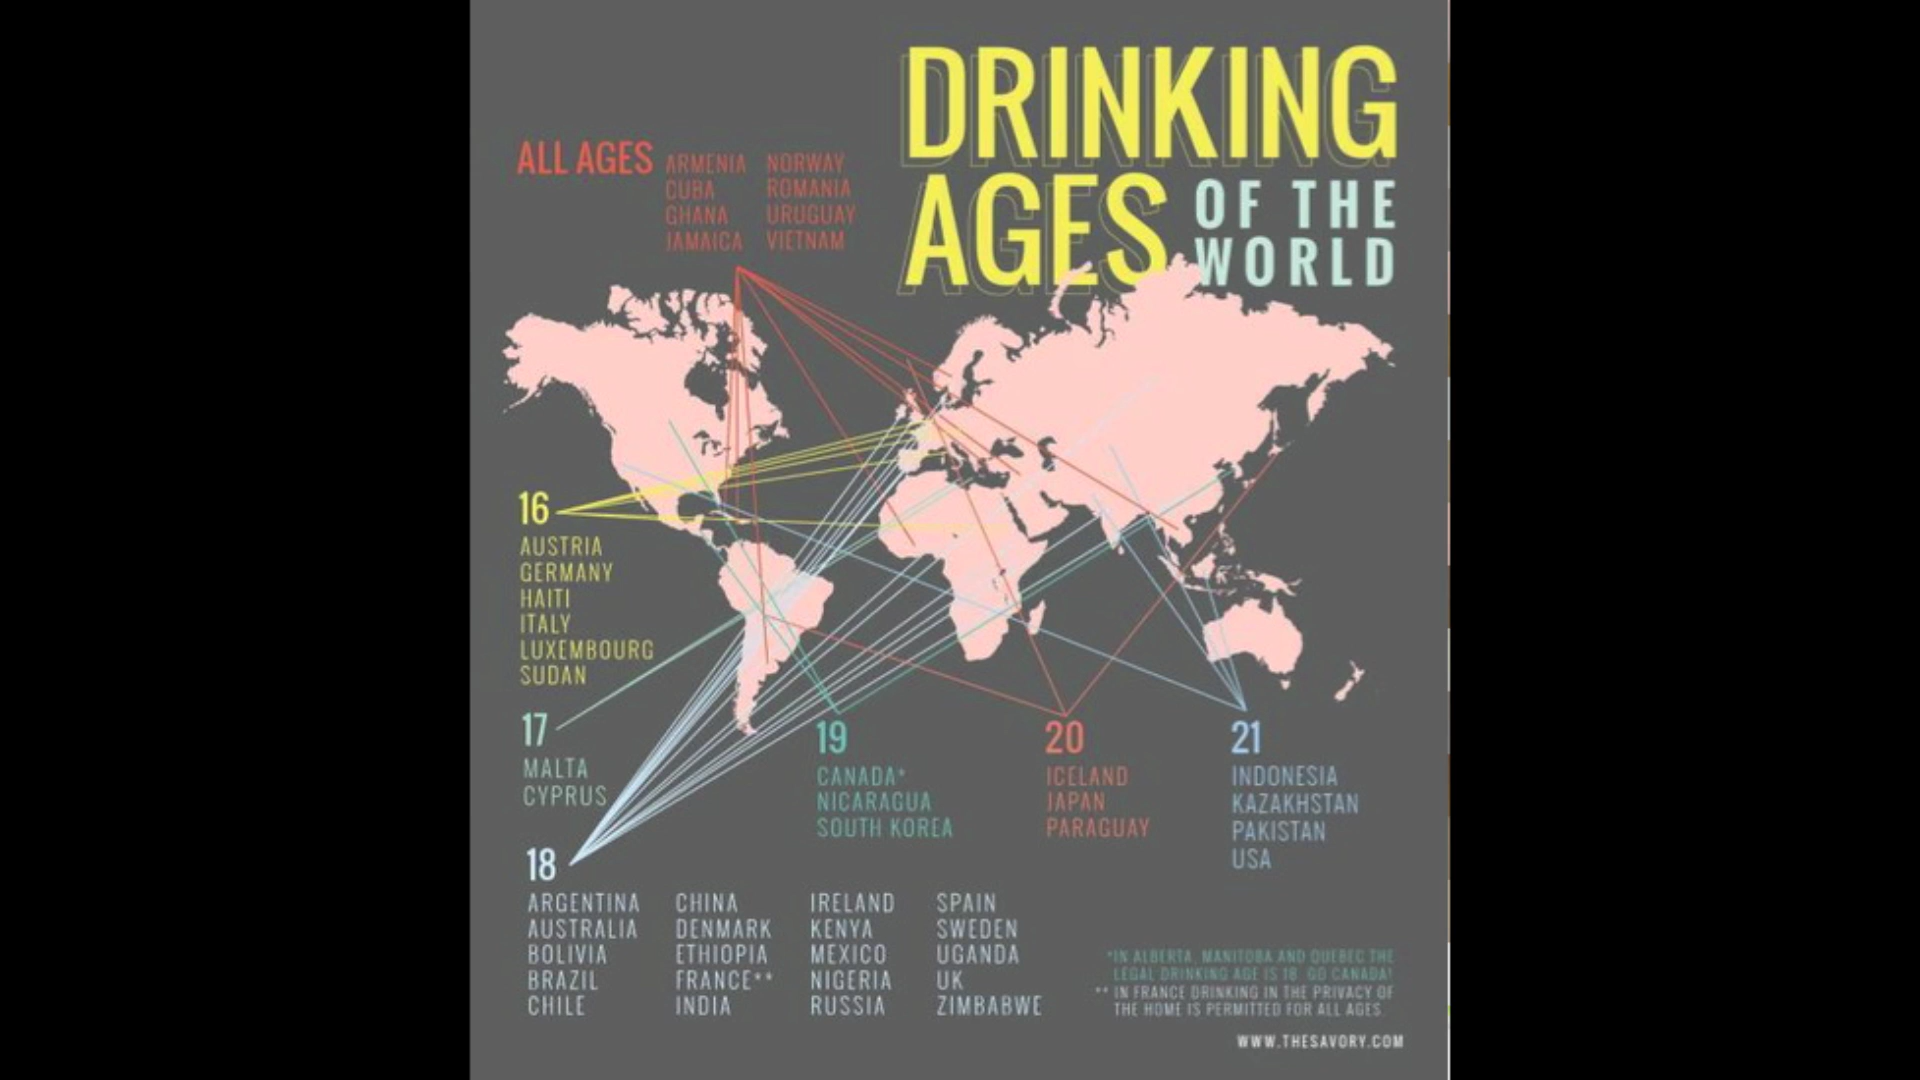 DRINKING
AGES OF THE
WORLD
ALL AGES
ARMENIA
CUBA
GHANA
JAMAICA
NORWAY
ROMANIA
URUGUAY
VIETNAM
16
AUSTRIA
GERMANY
HAITI
ITALY
LUXEMBOURG
SUDAN
17
MALTA
CYPRUS
18
ARGENTINA
AUSTRALIA
BOLIVIA
BRAZIL
CHILE
CHINA
DENMARK
ETHIOPIA
FRANCE**
INDIA
IRELAND
KENYA
MEXICO
NIGERIA
RUSSIA
SPAIN
SWEDEN
UGANDA
UK
ZIMBABWE
19
CANADA*
NICARAGUA
SOUTH KOREA
20
ICELAND
JAPAN
PARAGUAY
21
INDONESIA
KAZAKHSTAN
PAKISTAN
USA
*IN ALBERTA, MANITOBA AND QUEBEC THE
LEGAL DRINKING AGE IS 18. GO CANADA!
** IN FRANCE DRINKING IN THE PRIVACY OF
THE HOME IS PERMITTED FOR ALL AGES.
WWW.THESAVORY.COM